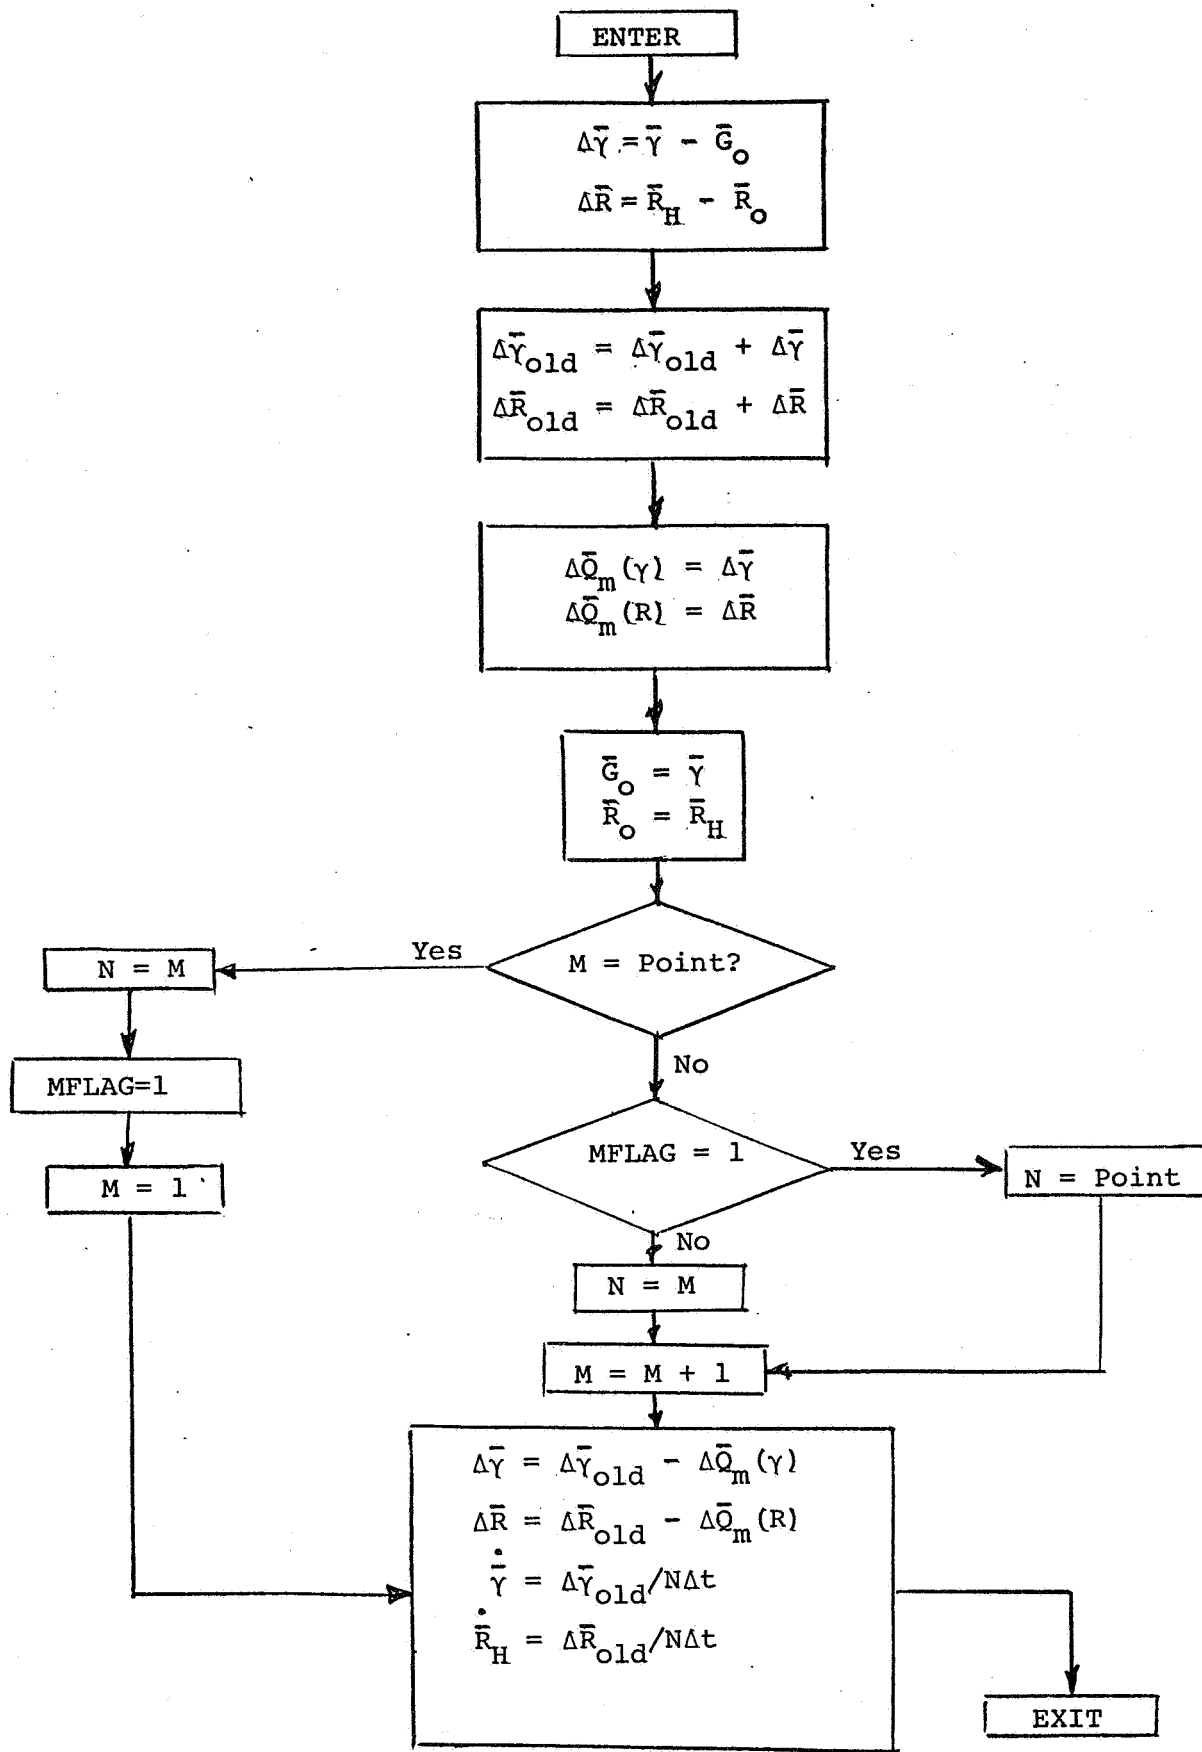 ENTER
Δγ̄ = γ̄ - Ḡo
ΔR̄ = R̄H - R̄o
Δγ̄old = Δγ̄old + Δγ̄
ΔR̄old = ΔR̄old + ΔR̄
ΔQ̄m(γ) = Δγ̄
ΔQ̄m(R) = ΔR̄
Ḡo = γ̄
R̄o = R̄H
M = Point?
Yes
N = M
MFLAG=1
M = 1
No
MFLAG = 1
Yes
N = Point
No
N = M
M = M + 1
Δγ̄ = Δγ̄old - ΔQ̄m(γ)
ΔR̄ = ΔR̄old - ΔQ̄m(R)
γ̄̇ = Δγ̄old/NΔt
R̄̇H = ΔR̄old/NΔt
EXIT